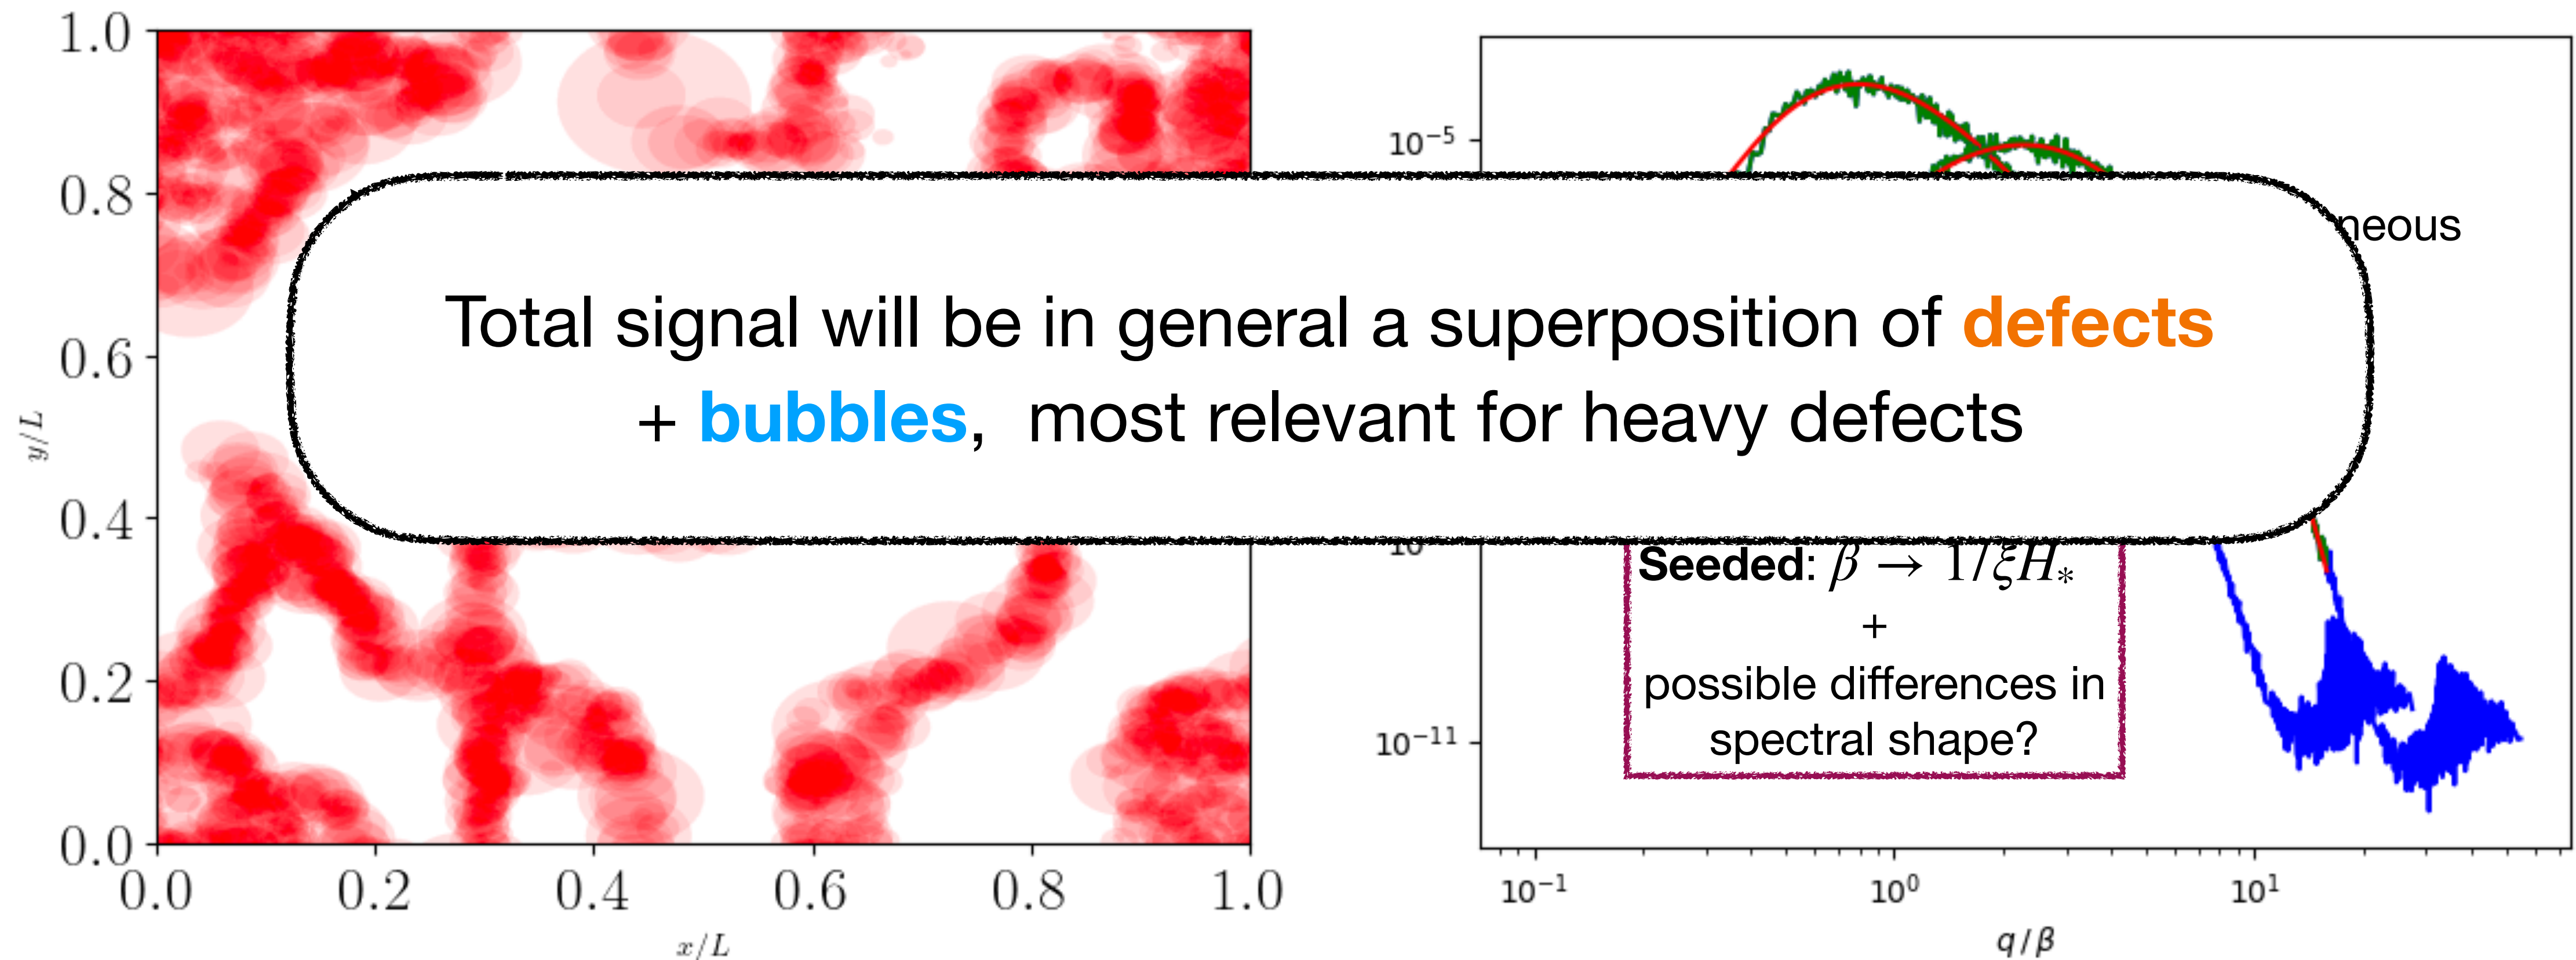 1.0
0.8
0.6
0.4
0.2
0.0
y/L
0.0 0.2 0.4 0.6 0.8 1.0
x/L
Total signal will be in general a superposition of defects
+ bubbles, most relevant for heavy defects
10⁻⁵
neous
Seeded: β → 1/ξH*
+
possible differences in
spectral shape?
10⁻¹¹
10⁻¹ 10⁰ 10¹
q/β